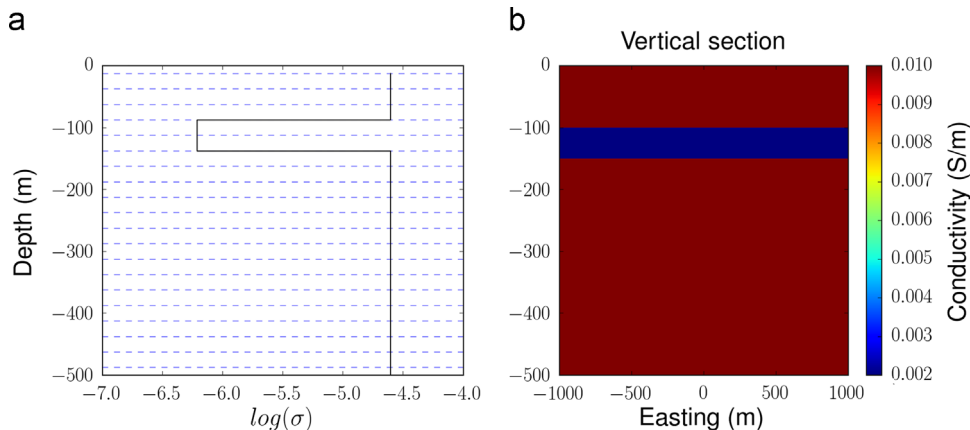 a
0
−100
−200
−300
−400
−500
Depth (m)
−7.0 −6.5 −6.0 −5.5 −5.0 −4.5 −4.0
log(σ)
b
Vertical section
0
−100
−200
−300
−400
−500
−1000 −500 0 500 1000
Easting (m)
0.010
0.009
0.008
0.007
0.006
0.005
0.004
0.003
0.002
Conductivity (S/m)